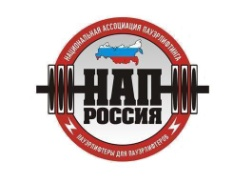 НАЦИОНАЛЬНАЯ АССОЦИАЦИЯ ПАУЭРЛИФТИНГА
НАП
РОССИЯ
ПАУЭРЛИФТЕРЫ ДЛЯ ПАУЭРЛИФТЕРОВ